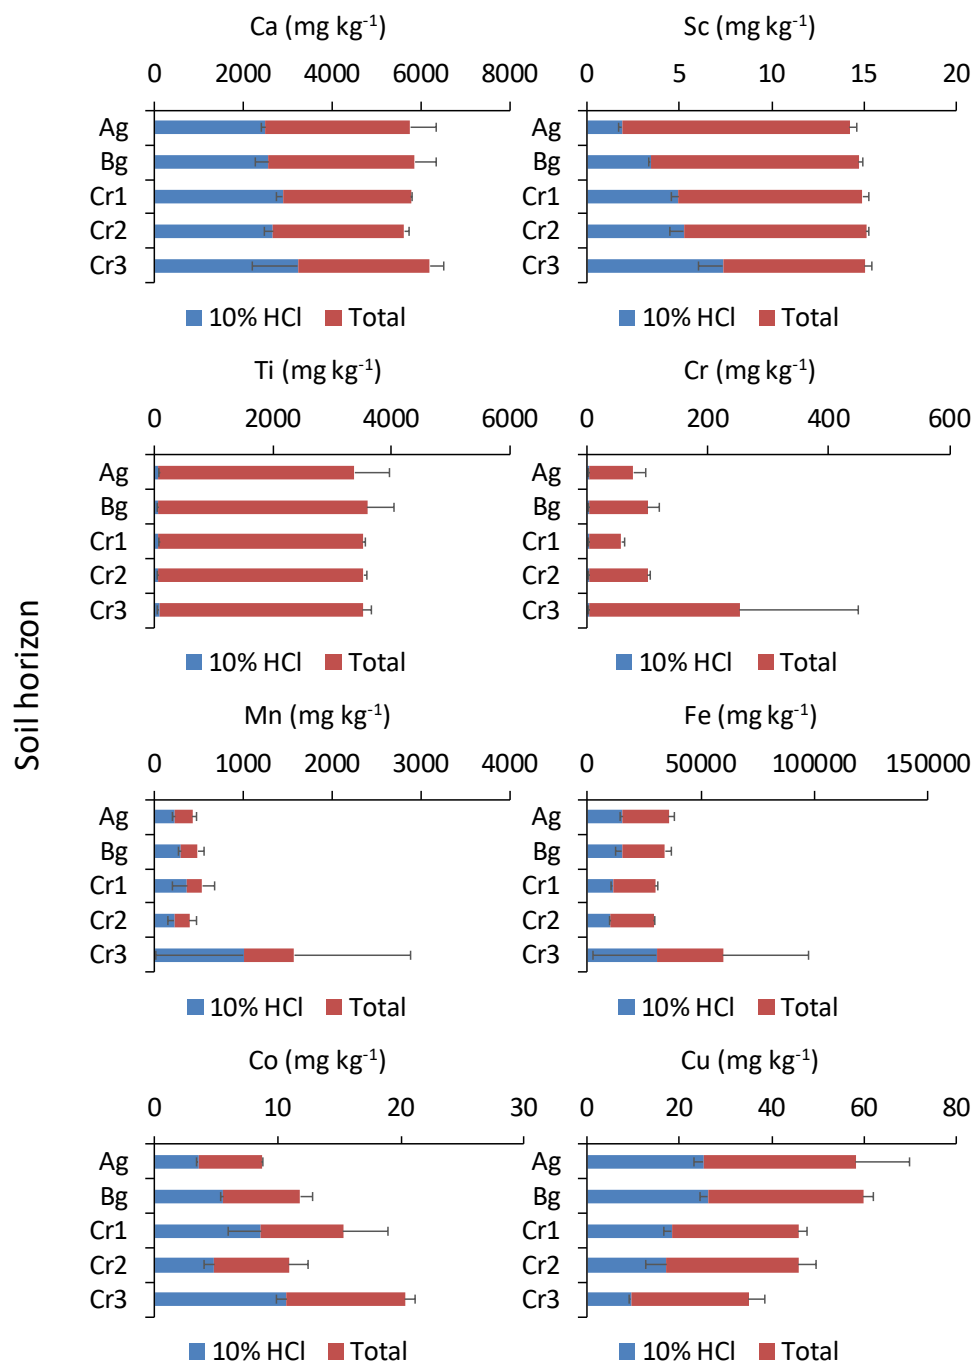 Ca (mg kg⁻¹)
0 2000 4000 6000 8000
Ag
Bg
Cr1
Cr2
Cr3
10% HCl Total
Sc (mg kg⁻¹)
0 5 10 15 20
Ag
Bg
Cr1
Cr2
Cr3
10% HCl Total
Ti (mg kg⁻¹)
0 2000 4000 6000
Ag
Bg
Cr1
Cr2
Cr3
10% HCl Total
Cr (mg kg⁻¹)
0 200 400 600
Ag
Bg
Cr1
Cr2
Cr3
10% HCl Total
Soil horizon
Mn (mg kg⁻¹)
0 1000 2000 3000 4000
Ag
Bg
Cr1
Cr2
Cr3
10% HCl Total
Fe (mg kg⁻¹)
0 50000 100000 150000
Ag
Bg
Cr1
Cr2
Cr3
10% HCl Total
Co (mg kg⁻¹)
0 10 20 30
Ag
Bg
Cr1
Cr2
Cr3
10% HCl Total
Cu (mg kg⁻¹)
0 20 40 60 80
Ag
Bg
Cr1
Cr2
Cr3
10% HCl Total